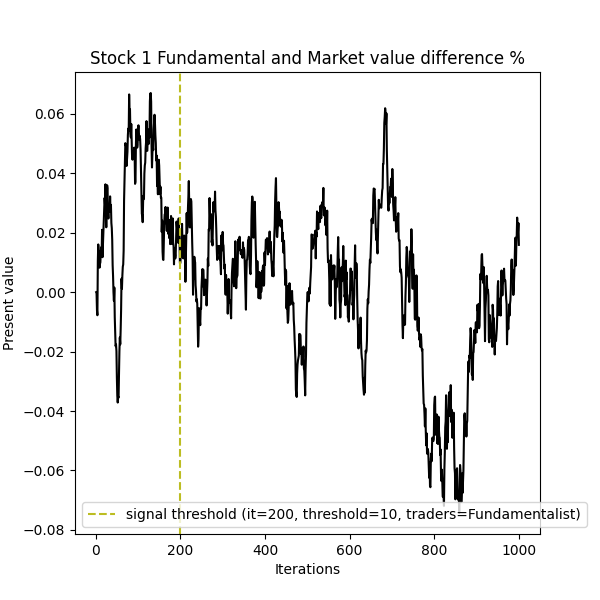 Stock 1 Fundamental and Market value difference %
Present value
0.06
0.04
0.02
0.00
−0.02
−0.04
−0.06
−0.08
signal threshold (it=200, threshold=10, traders=Fundamentalist)
0 200 400 600 800 1000
Iterations